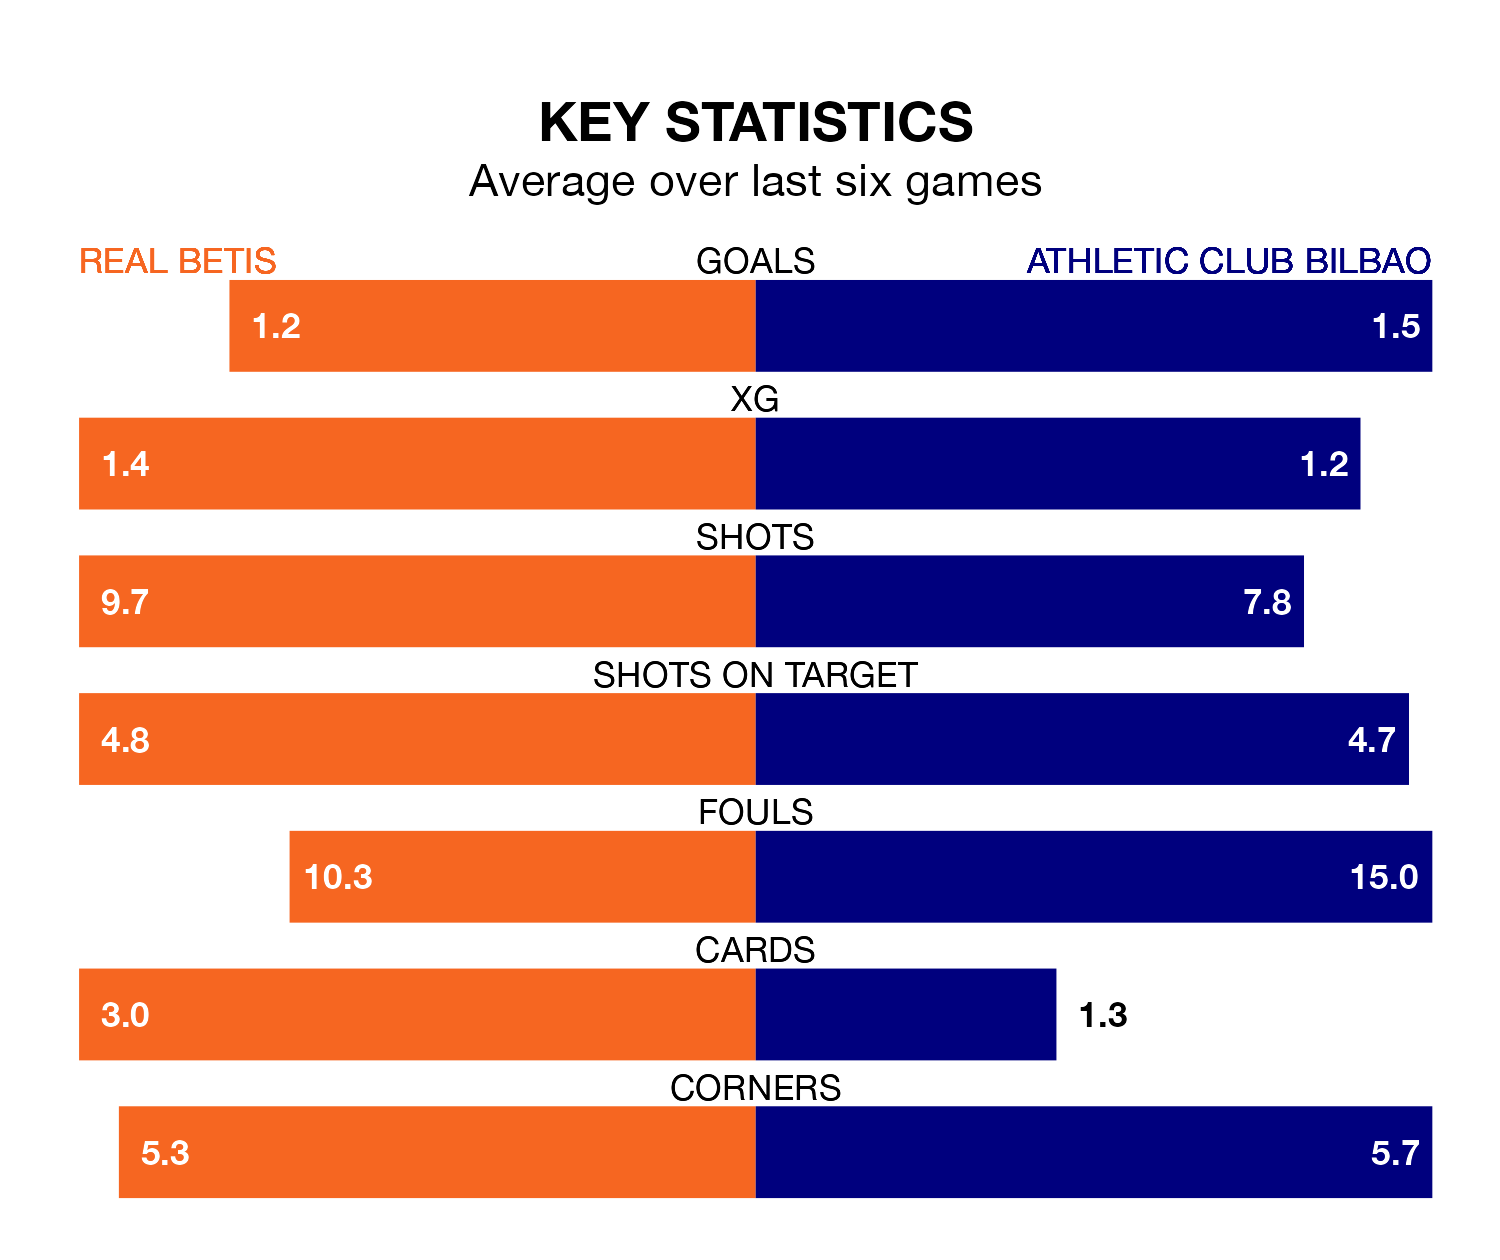 KEY STATISTICS
Average over last six games
REAL BETIS GOALS ATHLETIC CLUB BILBAO
1.2 1.5
XG
1.4 1.2
SHOTS
9.7 7.8
SHOTS ON TARGET
4.8 4.7
FOULS
10.3 15.0
CARDS
3.0 1.3
CORNERS
5.3 5.7